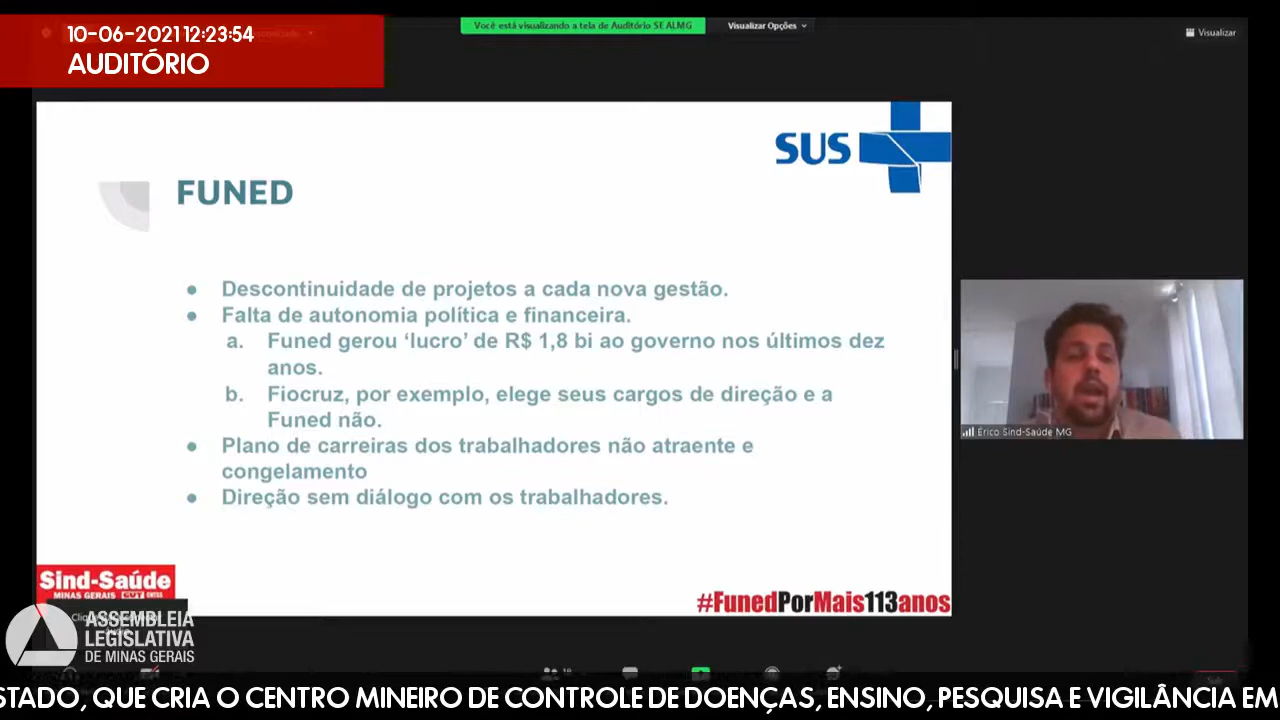 10-06-2021 12:23:54
AUDITÓRIO
Você está visualizando a tela de Auditório SE ALMG
Visualizar Opções
Visualizar
SUS
FUNED
● Descontinuidade de projetos a cada nova gestão.
● Falta de autonomia política e financeira.
a. Funed gerou ‘lucro’ de R$ 1,8 bi ao governo nos últimos dez
anos.
b. Fiocruz, por exemplo, elege seus cargos de direção e a
Funed não.
● Plano de carreiras dos trabalhadores não atraente e
congelamento
● Direção sem diálogo com os trabalhadores.
Érico Sind-Saúde MG
Sind-Saúde
MINAS GERAIS CUT CNTSS
#FunedPorMais113anos
ASSEMBLEIA
LEGISLATIVA
DE MINAS GERAIS
18
STADO, QUE CRIA O CENTRO MINEIRO DE CONTROLE DE DOENÇAS, ENSINO, PESQUISA E VIGILÂNCIA EM